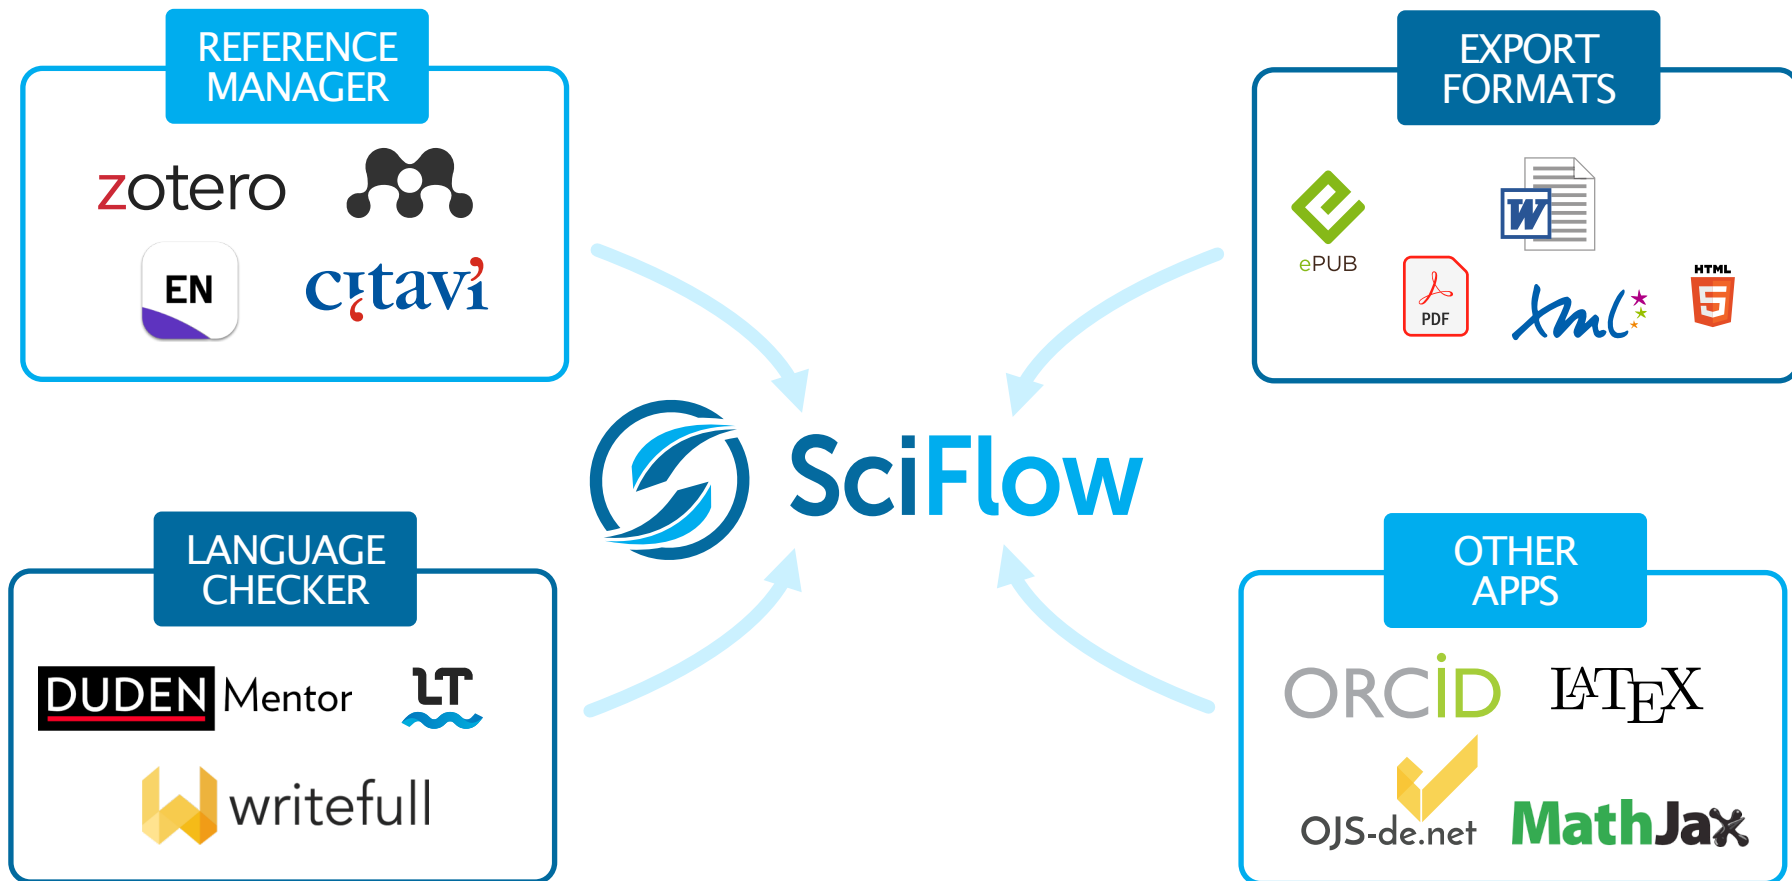 REFERENCE
MANAGER
zotero
EN
citavi
EXPORT
FORMATS
ePUB
W
PDF
xml
HTML
5
SciFlow
LANGUAGE
CHECKER
DUDEN Mentor
LT
writefull
OTHER
APPS
ORCiD
LATEX
OJS-de.net
MathJax